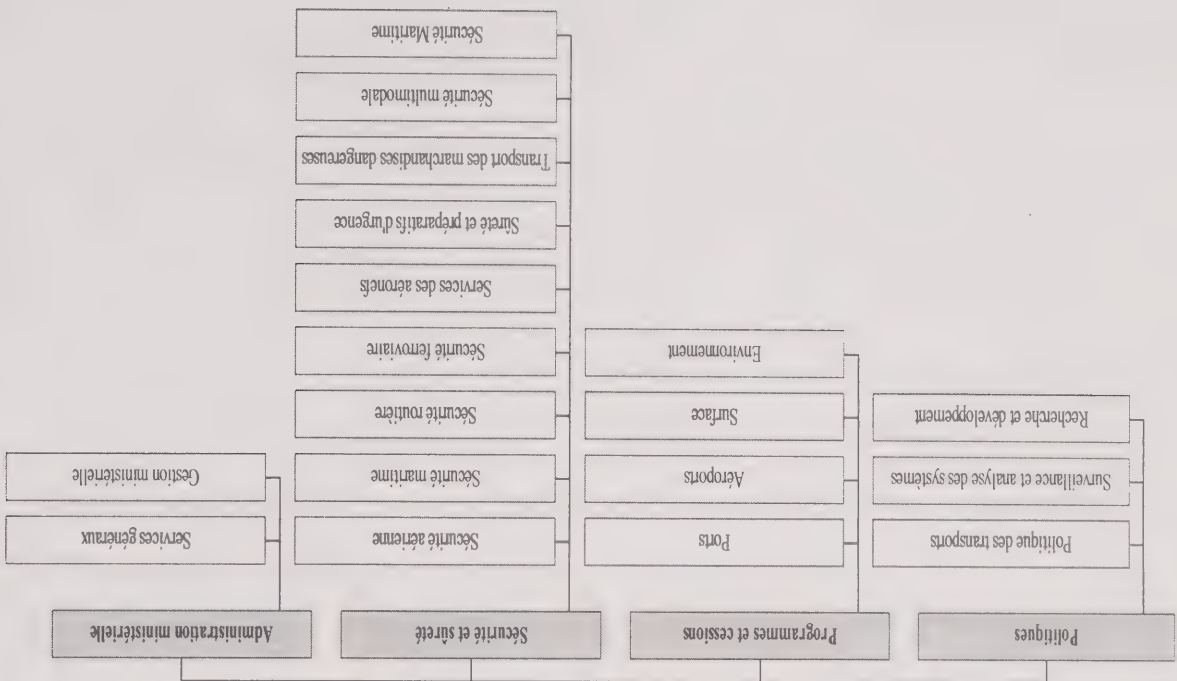 Politiques
Politique des transports
Surveillance et analyse des systèmes
Recherche et développement
Programmes et cessions
Ports
Aéroports
Surface
Environnement
Sécurité et sûreté
Sécurité aérienne
Sécurité maritime
Sécurité routière
Sécurité ferroviaire
Services des aéronefs
Sûreté et préparatifs d'urgence
Transport des marchandises dangereuses
Sécurité multimodale
Sécurité Maritime
Administration ministérielle
Services généraux
Gestion ministérielle